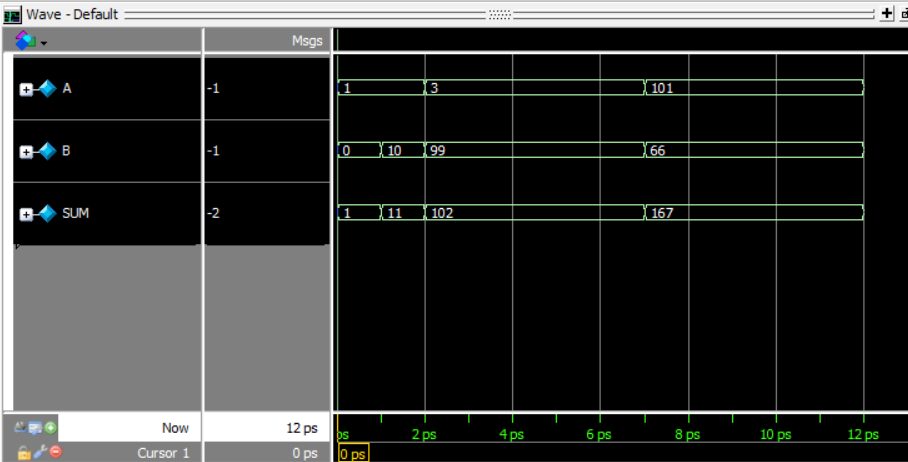 Wave - Default
Msgs
A -1 1 3 101
B -1 0 10 99 66
SUM -2 1 11 102 167
Now 12 ps ps 2 ps 4 ps 6 ps 8 ps 10 ps 12 ps
Cursor 1 0 ps 0 ps